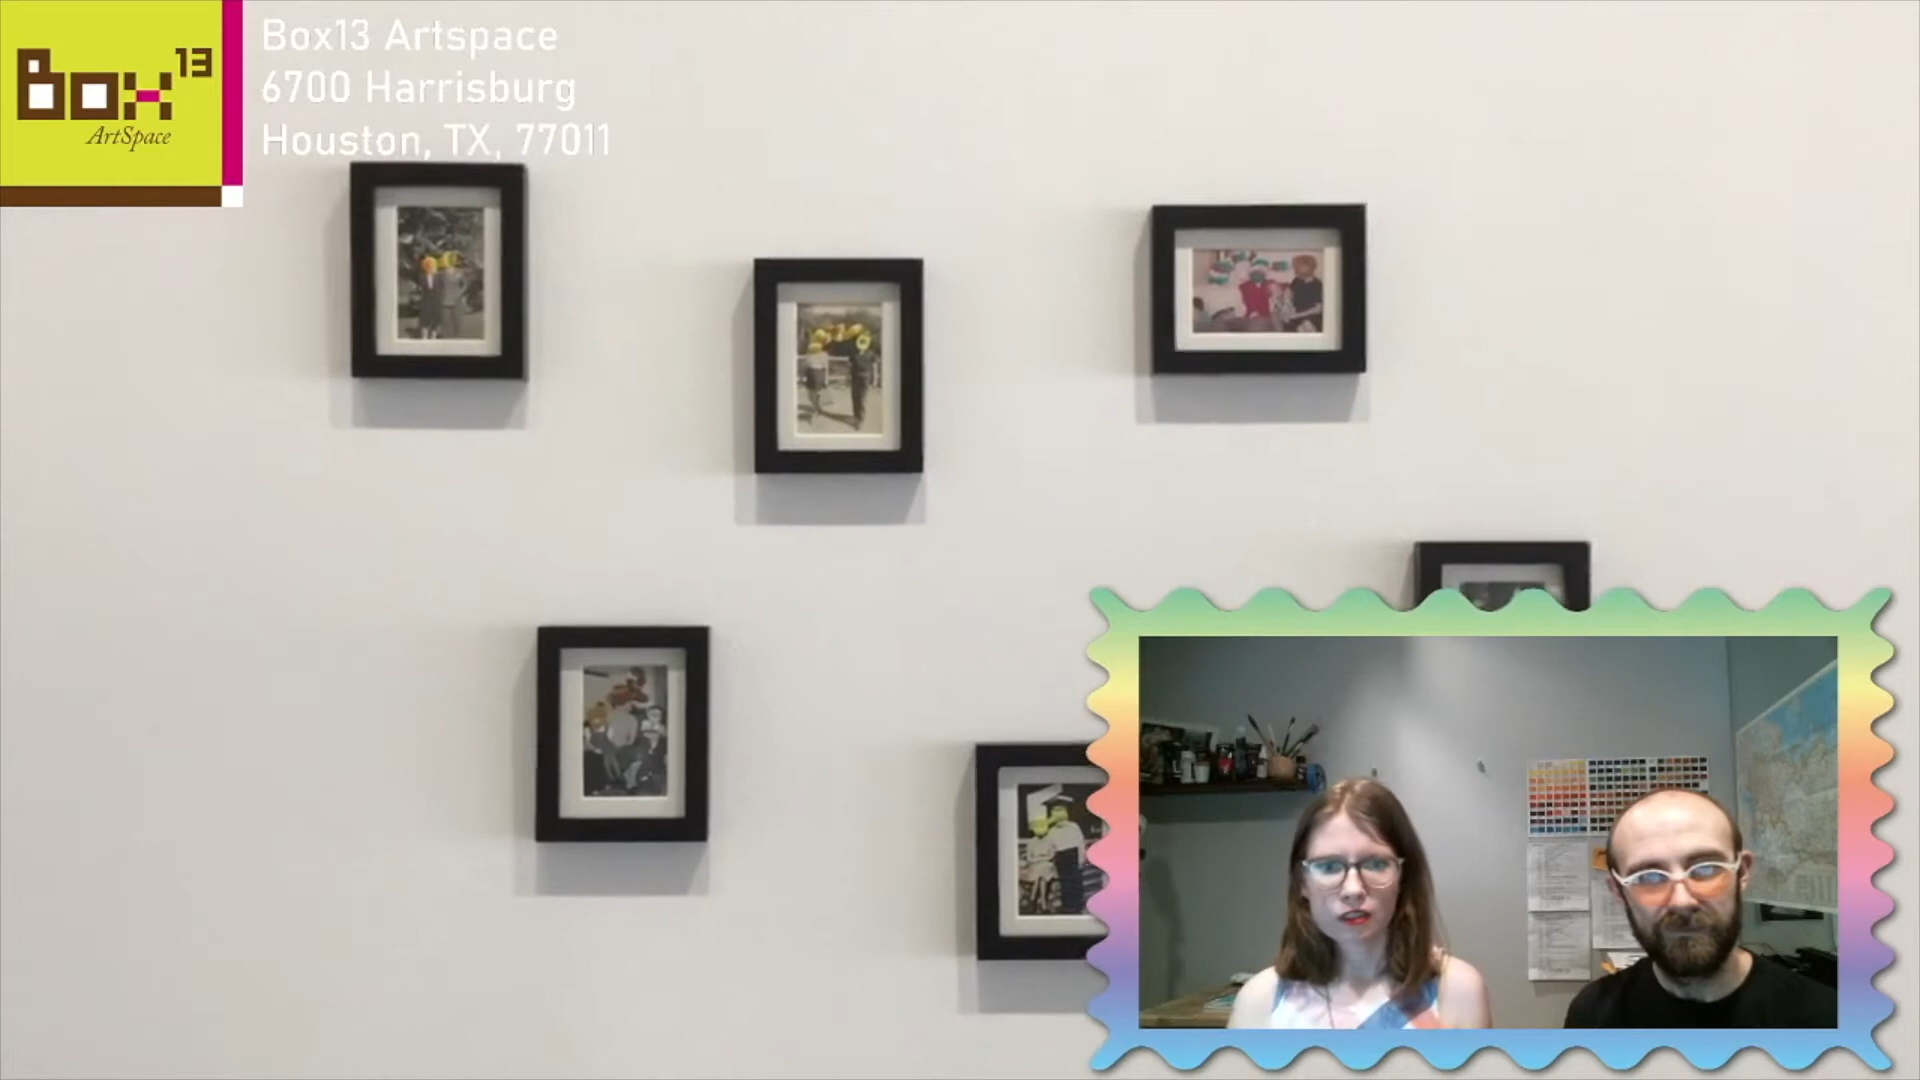 Box13
ArtSpace
Box13 Artspace
6700 Harrisburg
Houston, TX, 77011